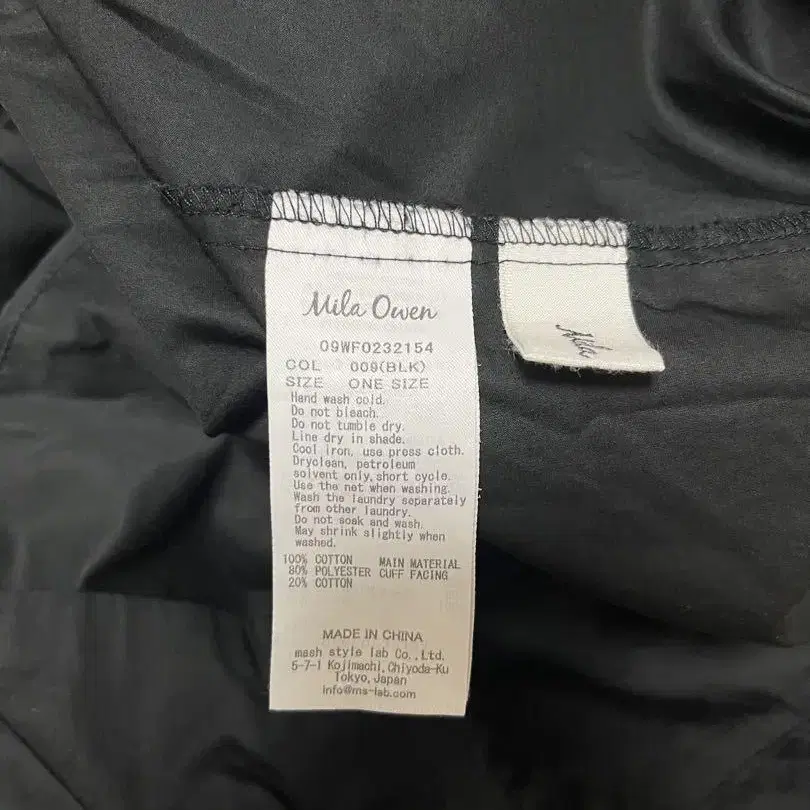 Mila Owen
09WF0232154
COL 009(BLK)
SIZE ONE SIZE
Hand wash cold.
Do not bleach.
Do not tumble dry.
Line dry in shade.
Cool iron, use press cloth.
Dryclean, petroleum
solvent only, short cycle.
Use the net when washing.
Wash the laundry separately
from other laundry.
Do not soak and wash.
May shrink slightly when
washed.
100% COTTON MAIN MATERIAL
80% POLYESTER CUFF FACING
20% COTTON
MADE IN CHINA
mash style lab Co.,Ltd.
5-7-1 Kojimachi,Chiyoda-Ku
Tokyo,Japan
info@ms-lab.com
Mila